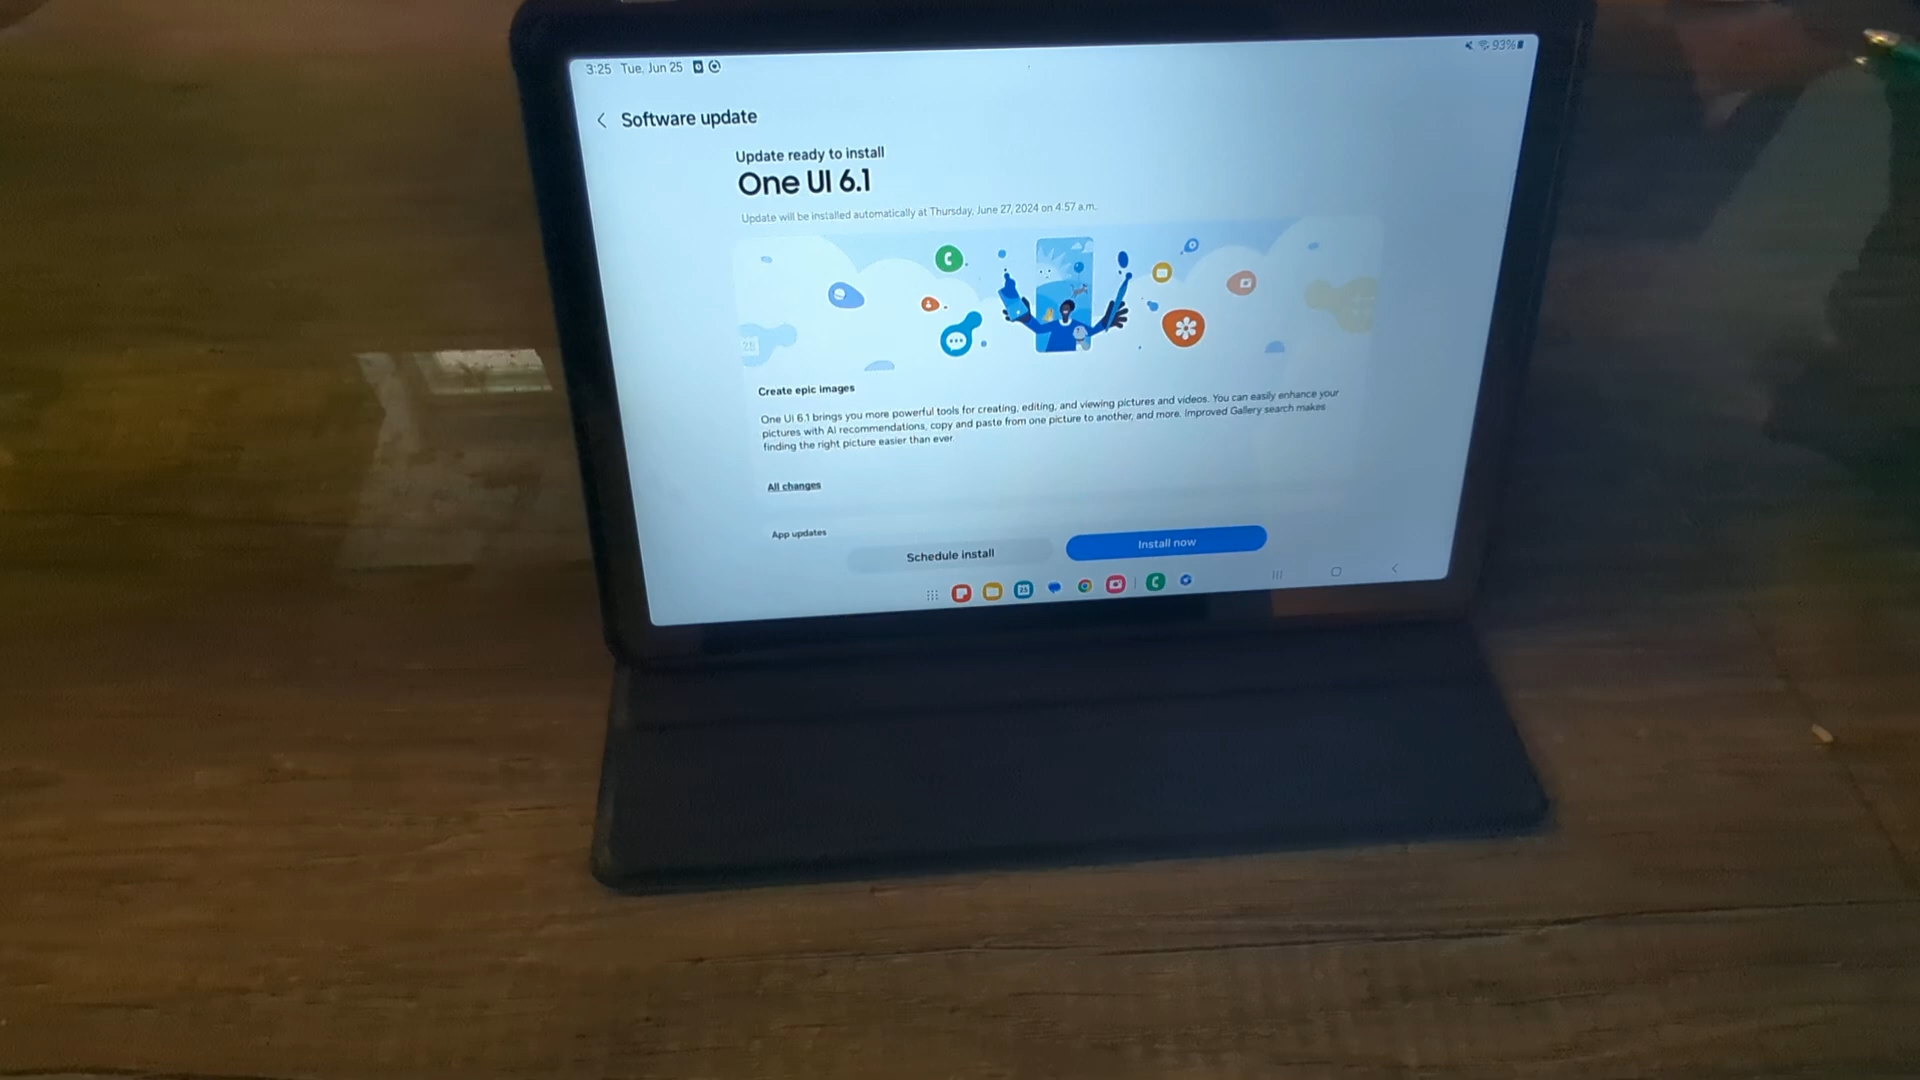 3:25 Tue, Jun 25
93%
Software update
Update ready to install
One UI 6.1
Update will be installed automatically at Thursday, June 27, 2024 on 4:57 a.m.
26
Create epic images
One UI 6.1 brings you more powerful tools for creating, editing, and viewing pictures and videos. You can easily enhance your
pictures with AI recommendations, copy and paste from one picture to another, and more. Improved Gallery search makes
finding the right picture easier than ever
All changes
App updates
Schedule install
Install now
25